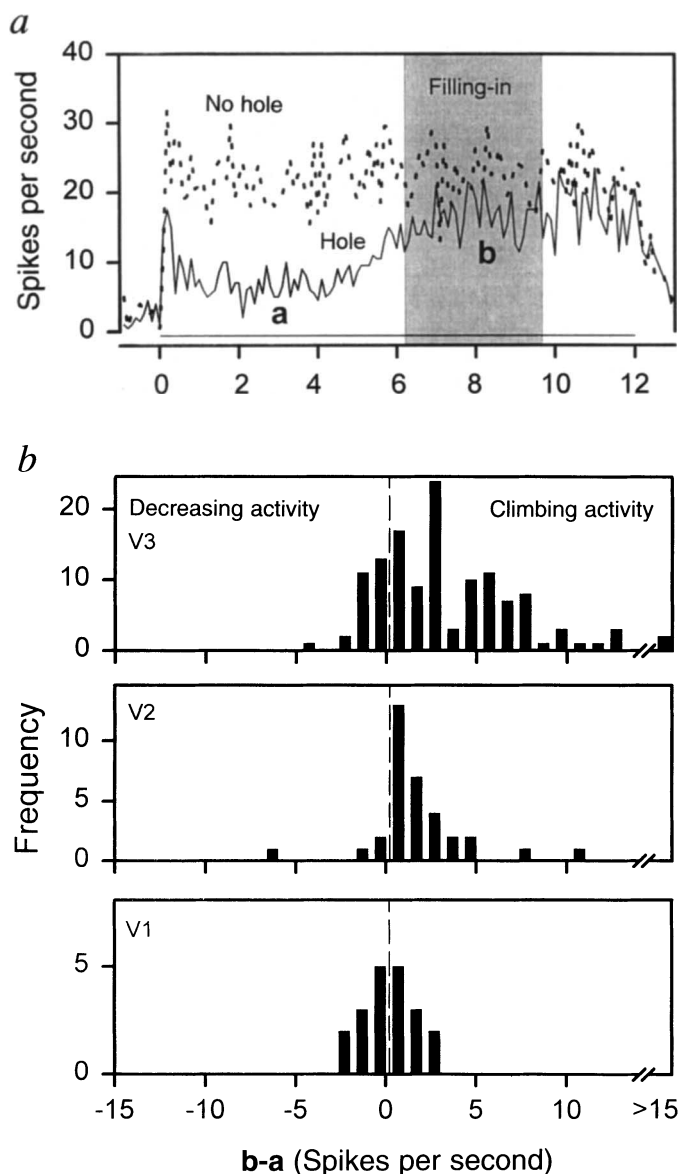 a
40
30
20
10
0
Spikes per second
No hole
Filling-in
Hole
a
b
0 2 4 6 8 10 12
b
20
10
0
Decreasing activity Climbing activity
V3
10
5
0
V2
Frequency
5
0
V1
-15 -10 -5 0 5 10 >15
b-a (Spikes per second)